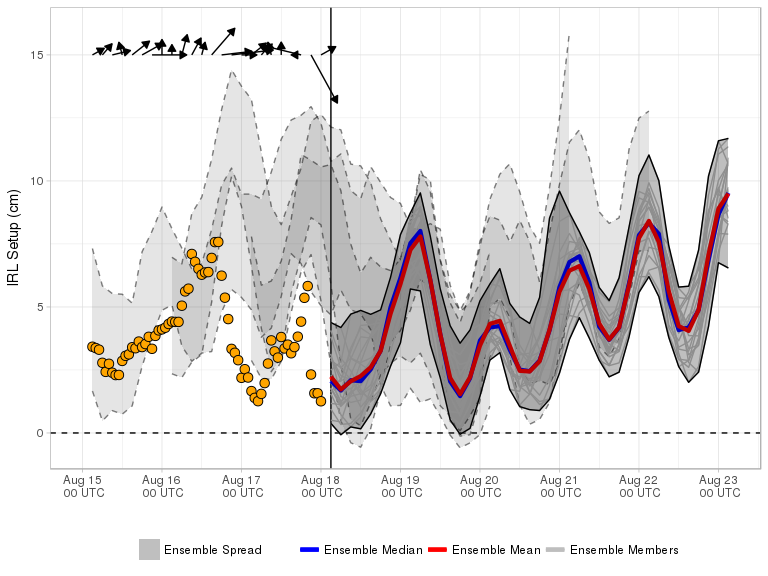 15
10
5
0
IRL Setup (cm)
Aug 15 Aug 16 Aug 17 Aug 18 Aug 19 Aug 20 Aug 21 Aug 22 Aug 23
00 UTC 00 UTC 00 UTC 00 UTC 00 UTC 00 UTC 00 UTC 00 UTC 00 UTC
Ensemble Spread Ensemble Median Ensemble Mean Ensemble Members